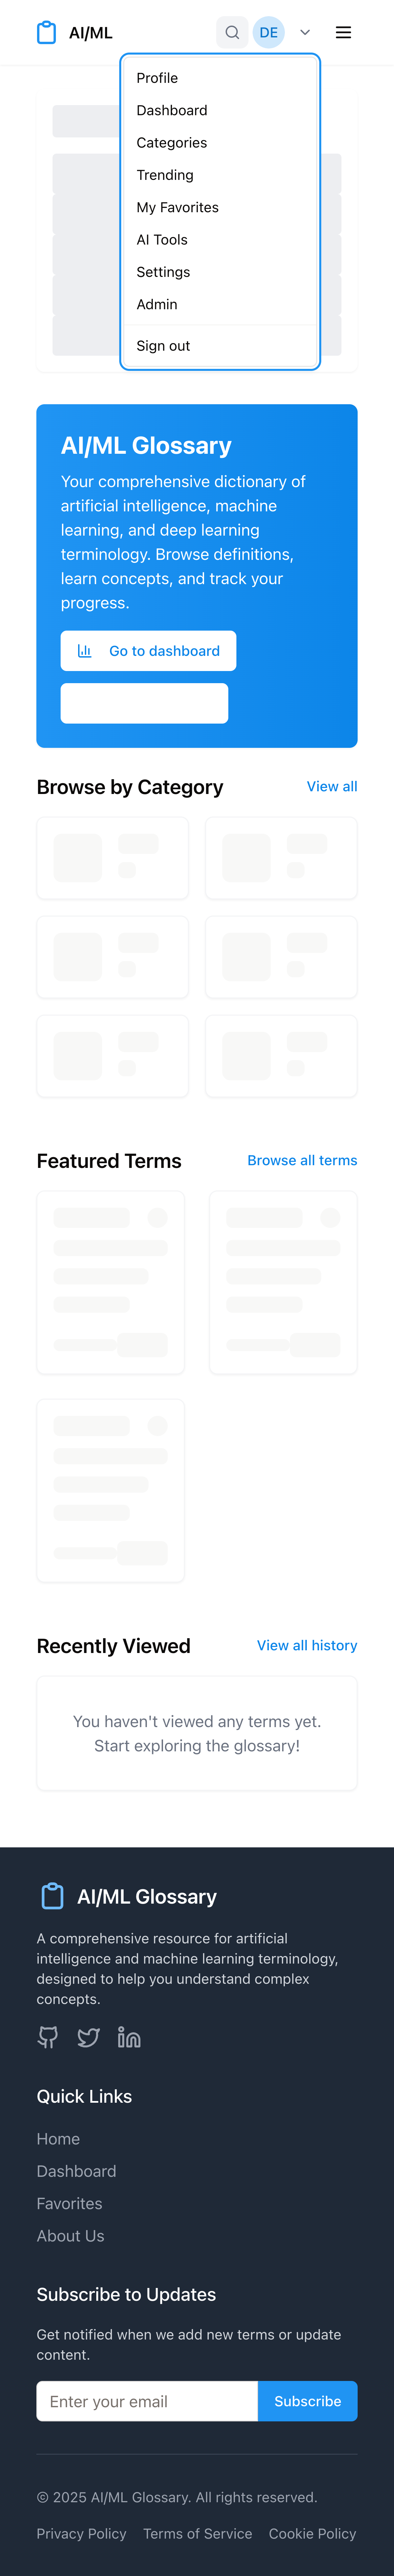 AI/ML
DE
Profile
Dashboard
Categories
Trending
My Favorites
AI Tools
Settings
Admin
Sign out
AI/ML Glossary
Your comprehensive dictionary of
artificial intelligence, machine
learning, and deep learning
terminology. Browse definitions,
learn concepts, and track your
progress.
Go to dashboard
Browse by Category
View all
Featured Terms
Browse all terms
Recently Viewed
View all history
You haven't viewed any terms yet.
Start exploring the glossary!
AI/ML Glossary
A comprehensive resource for artificial
intelligence and machine learning terminology,
designed to help you understand complex
concepts.
Quick Links
Home
Dashboard
Favorites
About Us
Subscribe to Updates
Get notified when we add new terms or update
content.
Enter your email
Subscribe
© 2025 AI/ML Glossary. All rights reserved.
Privacy Policy Terms of Service Cookie Policy